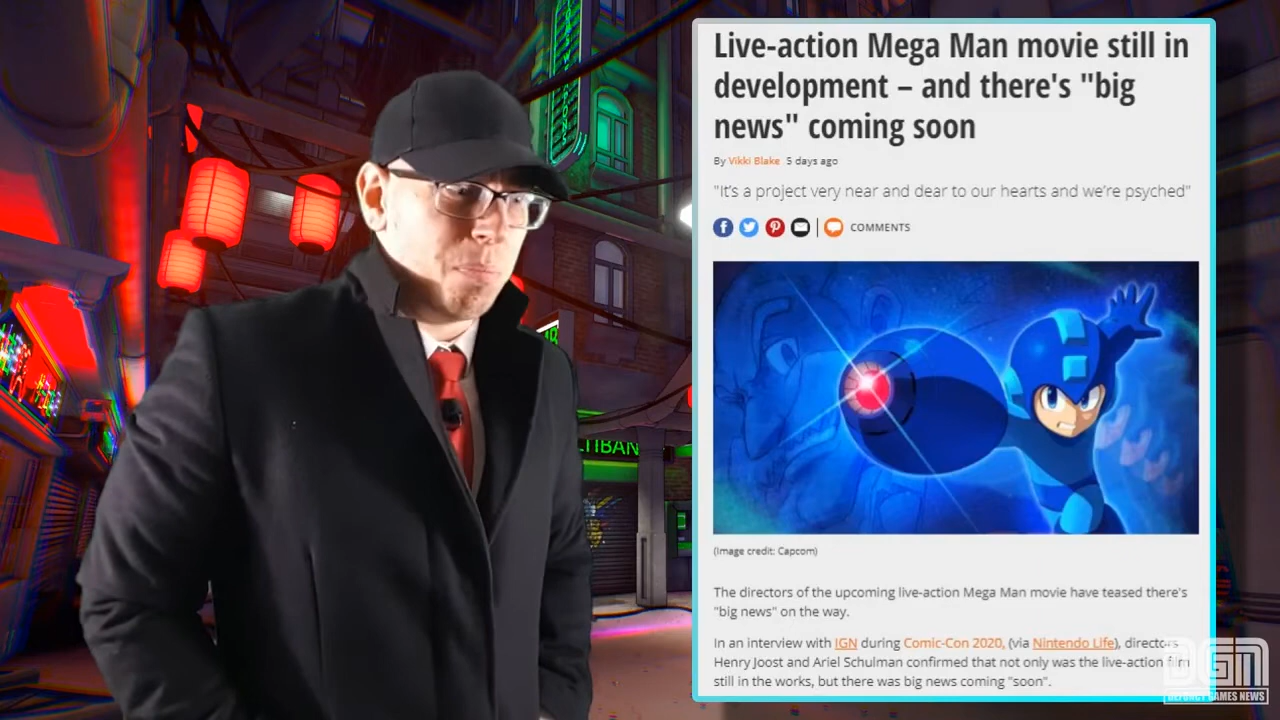 Live-action Mega Man movie still in
development – and there's "big
news" coming soon
By Vikki Blake 5 days ago
"It's a project very near and dear to our hearts and we're psyched"
COMMENTS
(Image credit: Capcom)
The directors of the upcoming live-action Mega Man movie have teased there's
"big news" on the way.
In an interview with IGN during Comic-Con 2020, (via Nintendo Life), directors
Henry Joost and Ariel Schulman confirmed that not only was the live-action film
still in the works, but there was big news coming "soon".
DGN
DEFUNCT GAMES NEWS